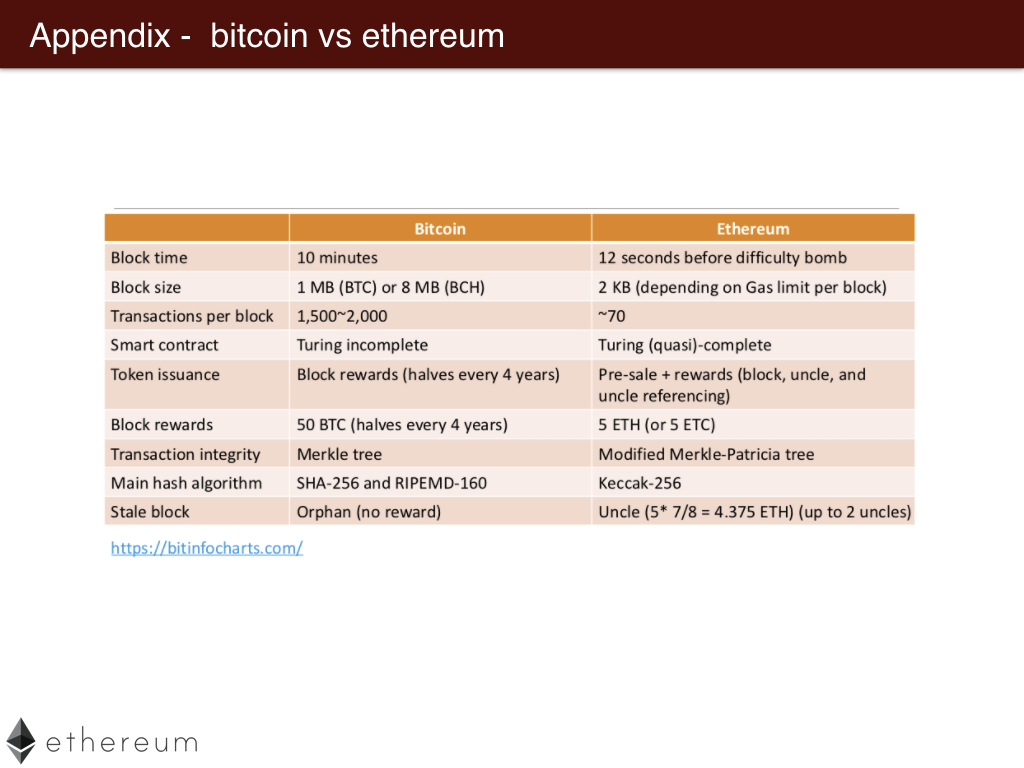 Appendix -  bitcoin vs ethereum
Bitcoin Ethereum
Block time 10 minutes 12 seconds before difficulty bomb
Block size 1 MB (BTC) or 8 MB (BCH) 2 KB (depending on Gas limit per block)
Transactions per block 1,500~2,000 ~70
Smart contract Turing incomplete Turing (quasi)-complete
Token issuance Block rewards (halves every 4 years) Pre-sale + rewards (block, uncle, and
uncle referencing)
Block rewards 50 BTC (halves every 4 years) 5 ETH (or 5 ETC)
Transaction integrity Merkle tree Modified Merkle-Patricia tree
Main hash algorithm SHA-256 and RIPEMD-160 Keccak-256
Stale block Orphan (no reward) Uncle (5* 7/8 = 4.375 ETH) (up to 2 uncles)
https://bitinfocharts.com/
ethereum